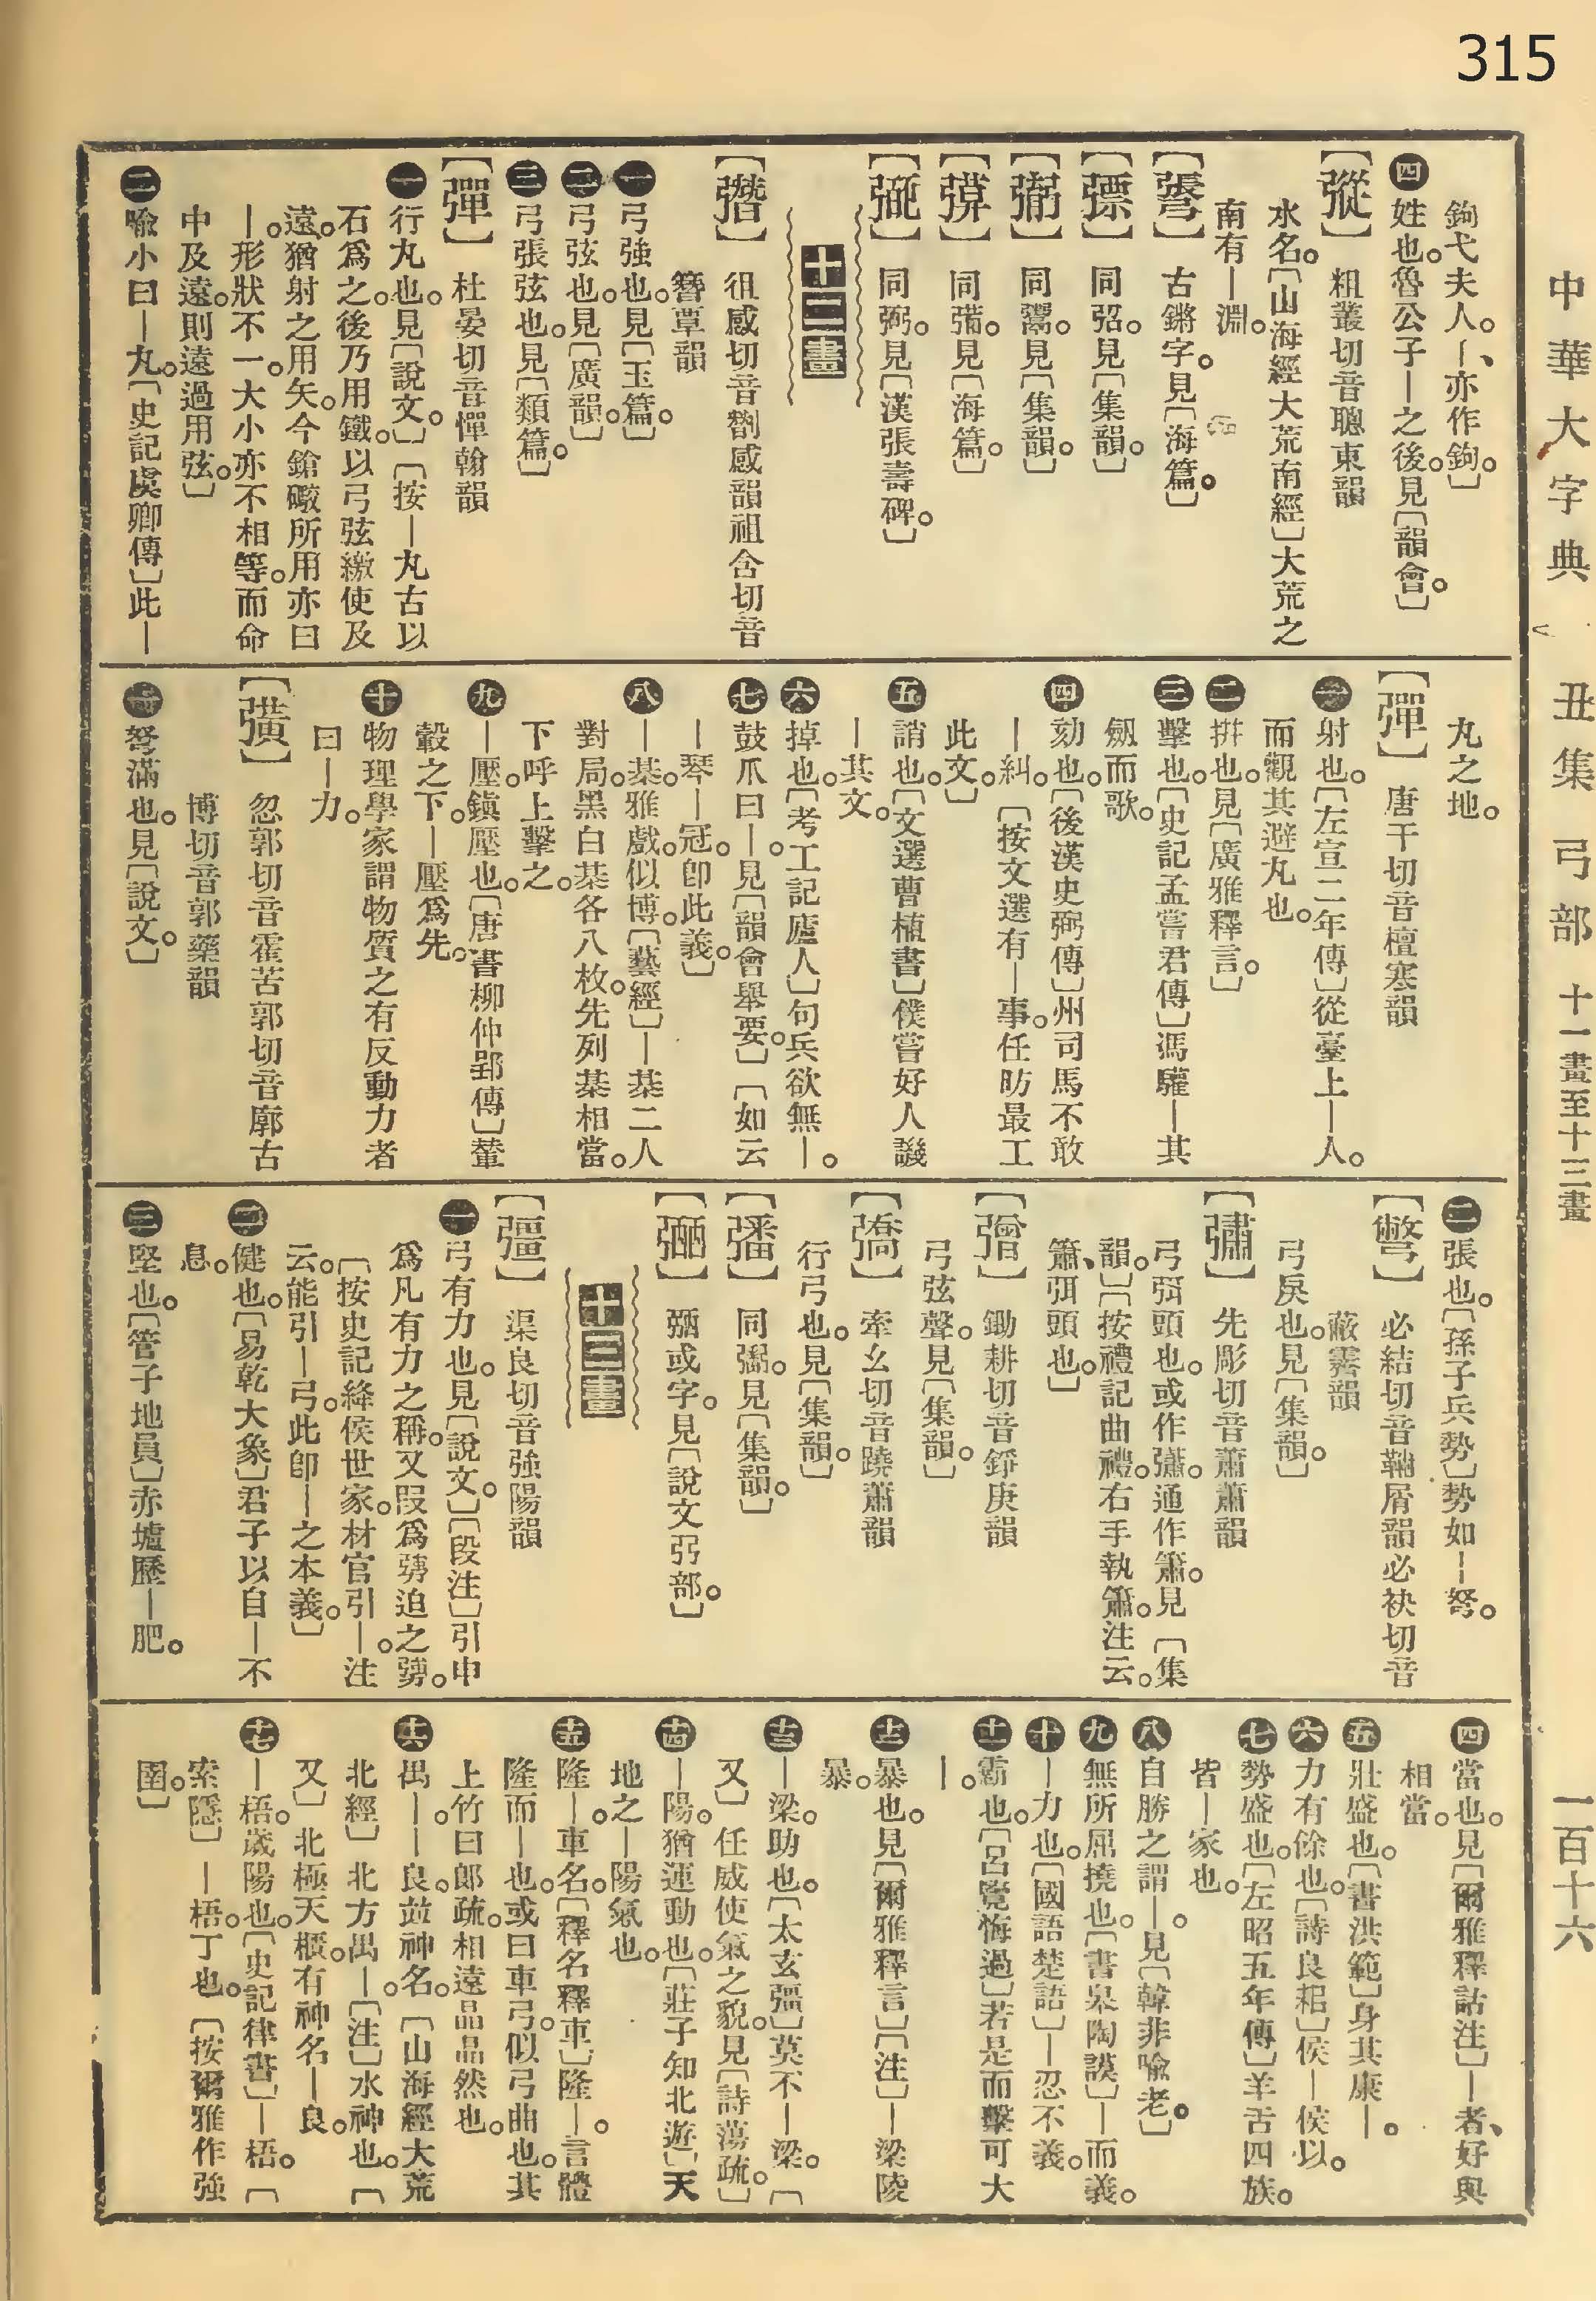 315
中華大字典 丑集 弓部 十一畫至十三畫 一百十六
鉤弋夫人。｜、亦作鉤。〕
四姓也。魯公子｜之後。見〔韻會。〕
〔㢔〕粗叢切音聰東韻
水名。〔山海經大荒南經〕大荒之
南有｜淵。
古鏘字。見〔海篇。〕
同弨。見〔集韻。〕
同鬻。見〔集韻。〕
同彅。見〔海篇。〕
同弼。見〔漢張壽碑。〕
十二畫
徂感切音歜感韻祖含切音
簪覃韻
一弓強也。見〔玉篇。〕
二弓弦也。見〔廣韻。〕
三弓張弦也。見〔類篇。〕
〔彈〕杜晏切音憚翰韻
一行丸也。見〔說文。〕〔按｜丸古以
石爲之。後乃用鐵。以弓弦繳使及
遠。猶射之用矢。今鎗礮所用亦曰
｜。形狀不一。大小亦不相等。而命
中及遠。則遠過用弦。〕
二喩小曰｜丸。〔史記虞卿傳〕此｜
丸之地。
〔彈〕唐干切音檀寒韻
一射也。〔左宣二年傳〕從臺上｜人。
而觀其避丸也。
二拼也。見〔廣雅釋言。〕
三擊也。〔史記孟嘗君傳〕馮驩｜其
劒而歌。
四劾也。〔後漢史弼傳〕州司馬不敢
｜糾。〔按文選有｜事。任昉最工
此文。〕
五誚也。〔文選曹植書〕僕嘗好人譏
｜其文。
六掉也。〔考工記廬人〕句兵欲無｜。
七鼓爪曰｜。見〔韻會舉要。〕〔如云
｜琴｜冠。卽此義。〕
八｜棊。雅戲。似博。〔藝經〕｜棊二人
對局。黑白棊各八枚。先列棊相當。
下呼上擊之。
九｜壓。鎭壓也。〔唐書柳仲郢傳〕輦
轂之下。｜壓爲先。
十物理學家謂物質之有反動力者
曰｜力。
〔彍〕忽郭切音霍苦郭切音廓古
博切音郭藥韻
一弩滿也。見〔說文。〕
二張也。〔孫子兵勢〕勢如｜弩。
〔彆〕必結切音鞸屑韻必袂切音
蔽霽韻
弓戾也。見〔集韻。〕
〔彇〕先彫切音蕭蕭韻
弓弭頭也。或作彇。通作簫。見〔集
韻。〕〔按禮記曲禮。右手執簫。注云。
簫、弭頭也。〕
〔㣒〕鋤耕切音錚庚韻
弓弦聲。見〔集韻。〕
牽幺切音蹺蕭韻
行弓也。見〔集韻。〕
同弼。見〔集韻。〕
弼或字。見〔說文弜部。〕
十三畫
〔彊〕渠良切音強陽韻
一弓有力也。見〔說文。〕〔段注〕引申
爲凡有力之稱。又叚爲勥迫之勥。
〔按史記絳侯世家。材官引｜。注
云。能引｜弓。此卽｜之本義。〕
二健也。〔易乾大象〕君子以自｜不
息。
三堅也。〔管子地員〕赤壚歷｜肥。
四當也。見〔爾雅釋詁注〕｜者、好與
相當。
五壯盛也。〔書洪範〕身其康｜。
六力有餘也。〔詩良耜〕侯｜侯以。
七勢盛也。〔左昭五年傳〕羊舌四族。
皆｜家也。
八自勝之謂｜。見〔韓非喩老。〕
九無所屈撓也。〔書皋陶謨〕｜而義。
十｜力也。〔國語楚語〕｜忍不義。
十一霸也。〔呂覽悔過〕若是而擊可大
｜。
十二暴也。見〔爾雅釋言〕〔注〕｜梁陵
暴。
十三｜梁。助也。〔太玄彊〕莫不｜梁。〔
又〕任威使氣之貌。見〔詩蕩疏。〕
十四｜陽。猶運動也。〔莊子知北遊〕天
地之｜陽氣也。
十五隆｜。車名。〔釋名釋車〕隆｜。言體
隆而｜也。或曰車弓。似弓曲也。其
上竹曰郎疏。相遠晶晶然也。
十六禺｜。｜良。竝神名。〔山海經大荒
北經〕北方禺｜。〔注〕水神也。〔
又〕北極天櫃。有神名｜良。
十七｜梧。歲陽也。〔史記律書〕｜梧。〔
索隱〕｜梧。丁也。〔按爾雅作強
圉。〕